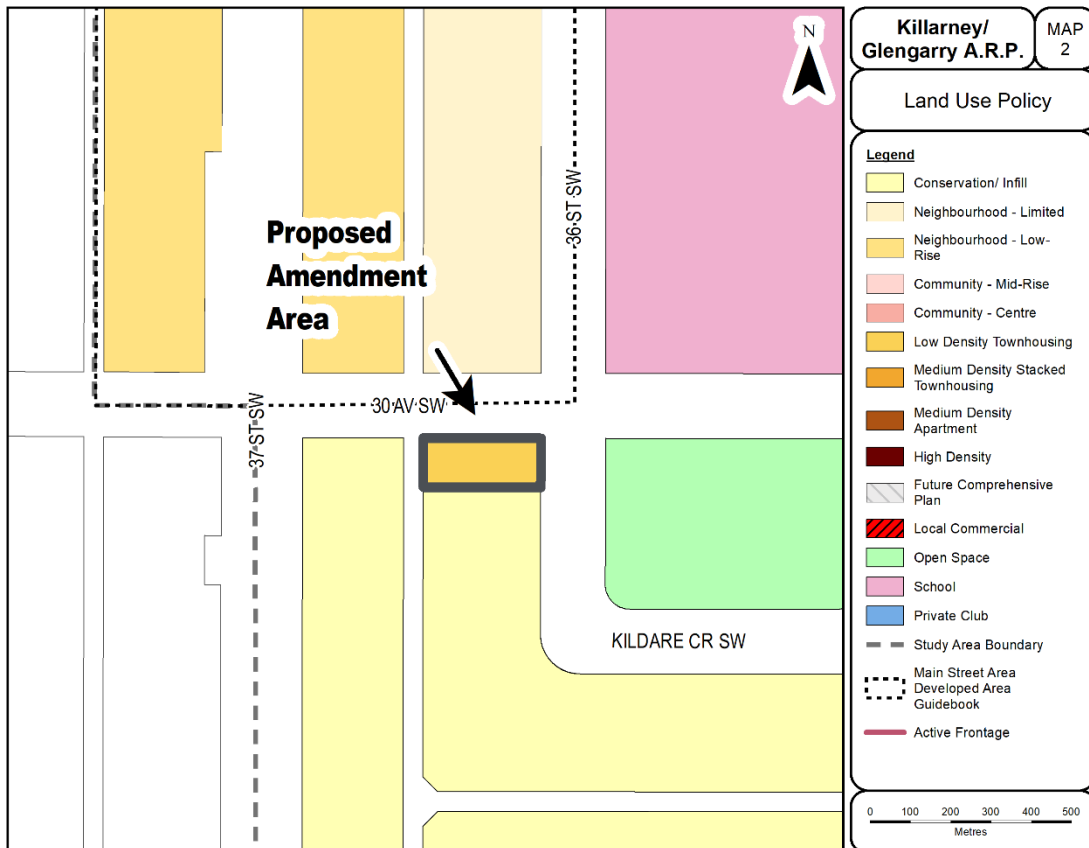 Proposed
Amendment
Area
36 ST SW
30 AV SW
37 ST SW
KILDARE CR SW
N
Killarney/
Glengarry A.R.P.
MAP
2
Land Use Policy
Legend
Conservation/ Infill
Neighbourhood - Limited
Neighbourhood - Low-
Rise
Community - Mid-Rise
Community - Centre
Low Density Townhousing
Medium Density Stacked
Townhousing
Medium Density
Apartment
High Density
Future Comprehensive
Plan
Local Commercial
Open Space
School
Private Club
Study Area Boundary
Main Street Area
Developed Area
Guidebook
Active Frontage
0 100 200 300 400 500
Metres